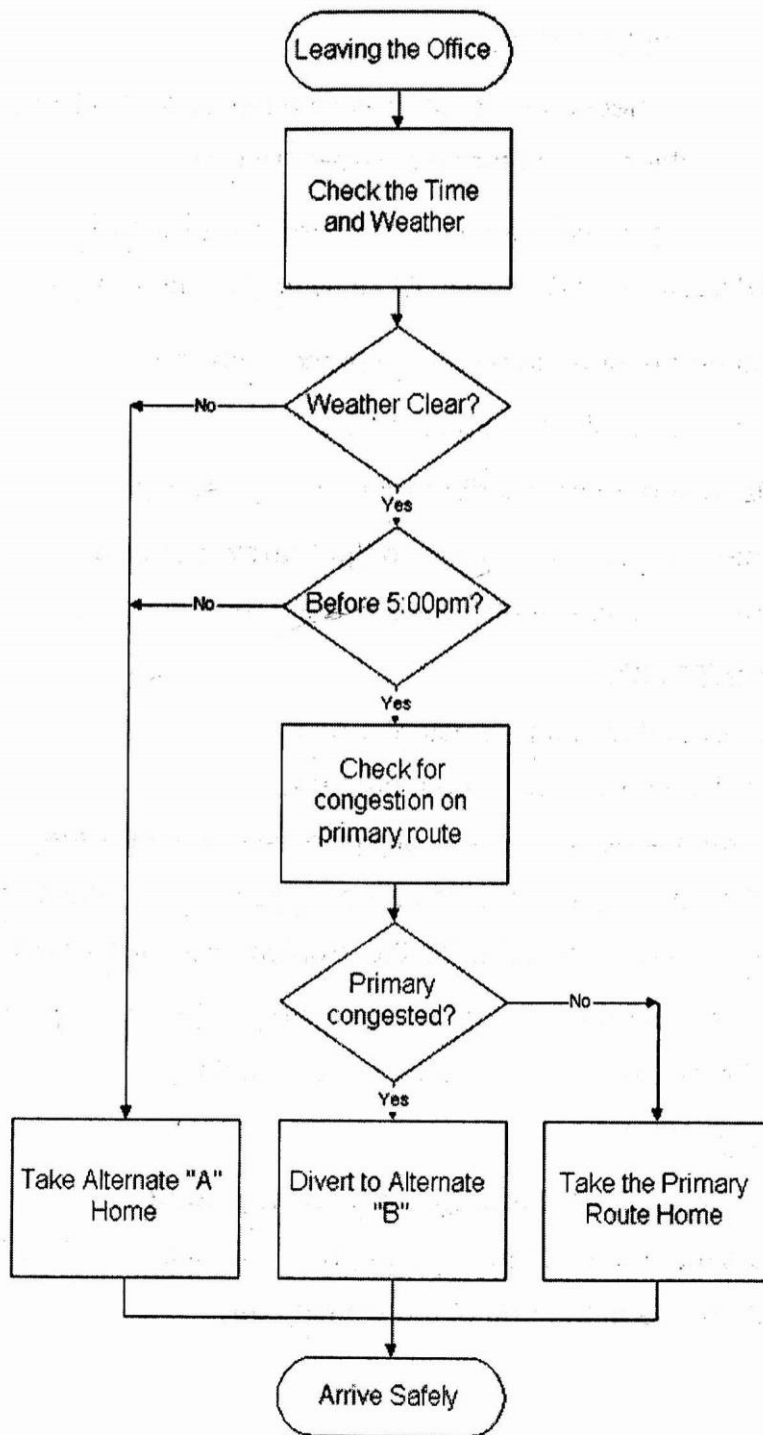 Leaving the Office
Check the Time
and Weather
Weather Clear?
No
Yes
Before 5:00pm?
No
Yes
Check for
congestion on
primary route
Primary
congested?
No
Yes
Take Alternate "A"
Home
Divert to Alternate
"B"
Take the Primary
Route Home
Arrive Safely